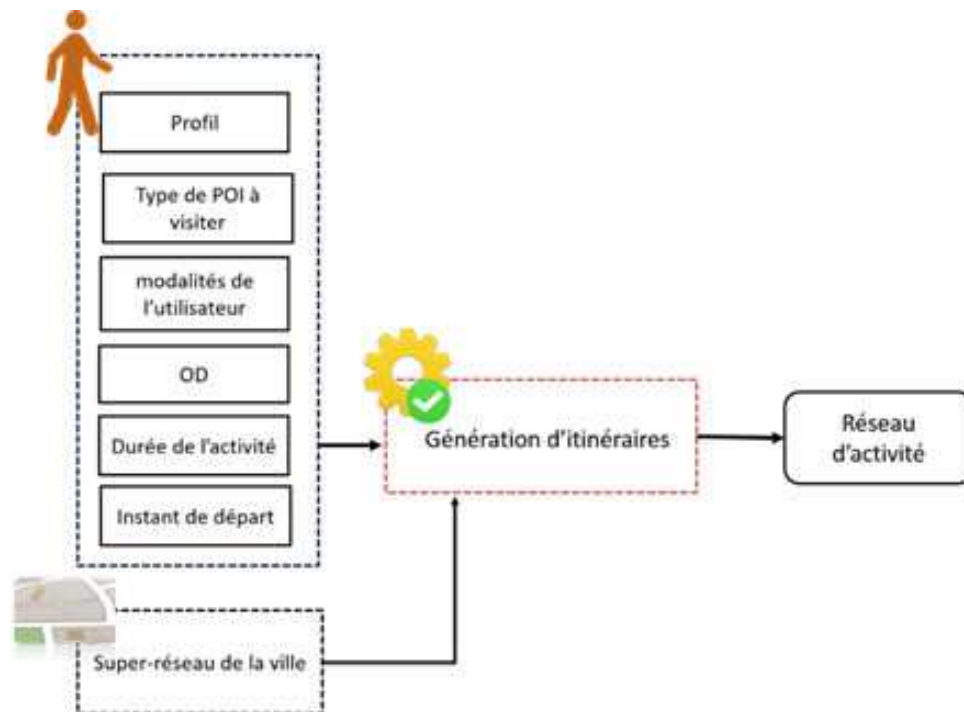 Profil
Type de POI à
visiter
modalités de
l'utilisateur
OD
Durée de l'activité
Instant de départ
Génération d'itinéraires
Réseau
d'activité
Super-réseau de la ville